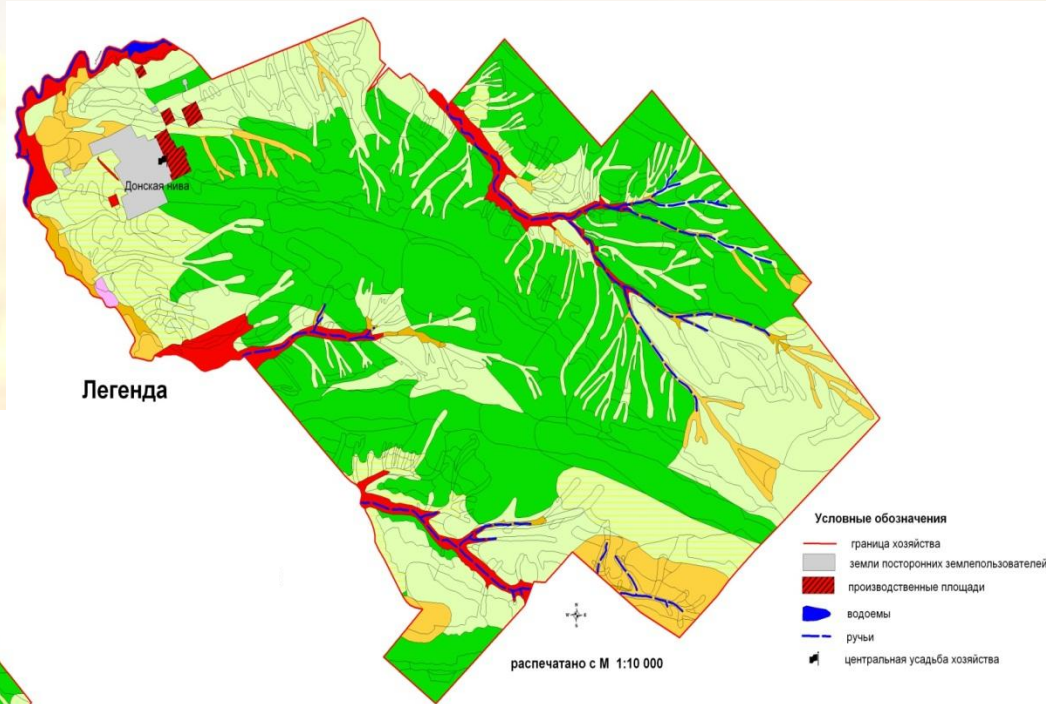 Донская нива
Легенда
Условные обозначения
граница хозяйства
земли посторонних землепользователей
производственные площади
водоемы
ручьи
центральная усадьба хозяйства
распечатано с М 1:10 000